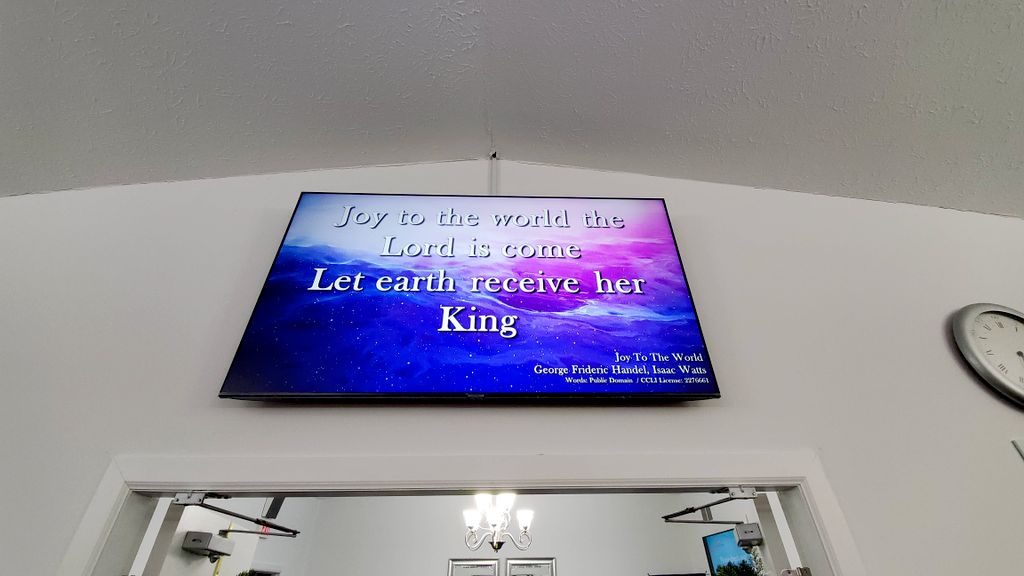 Joy to the world the
Lord is come
Let earth receive her
King
Joy To The World
George Frideric Handel, Isaac Watts
Words: Public Domain / CCLI License: 2276661